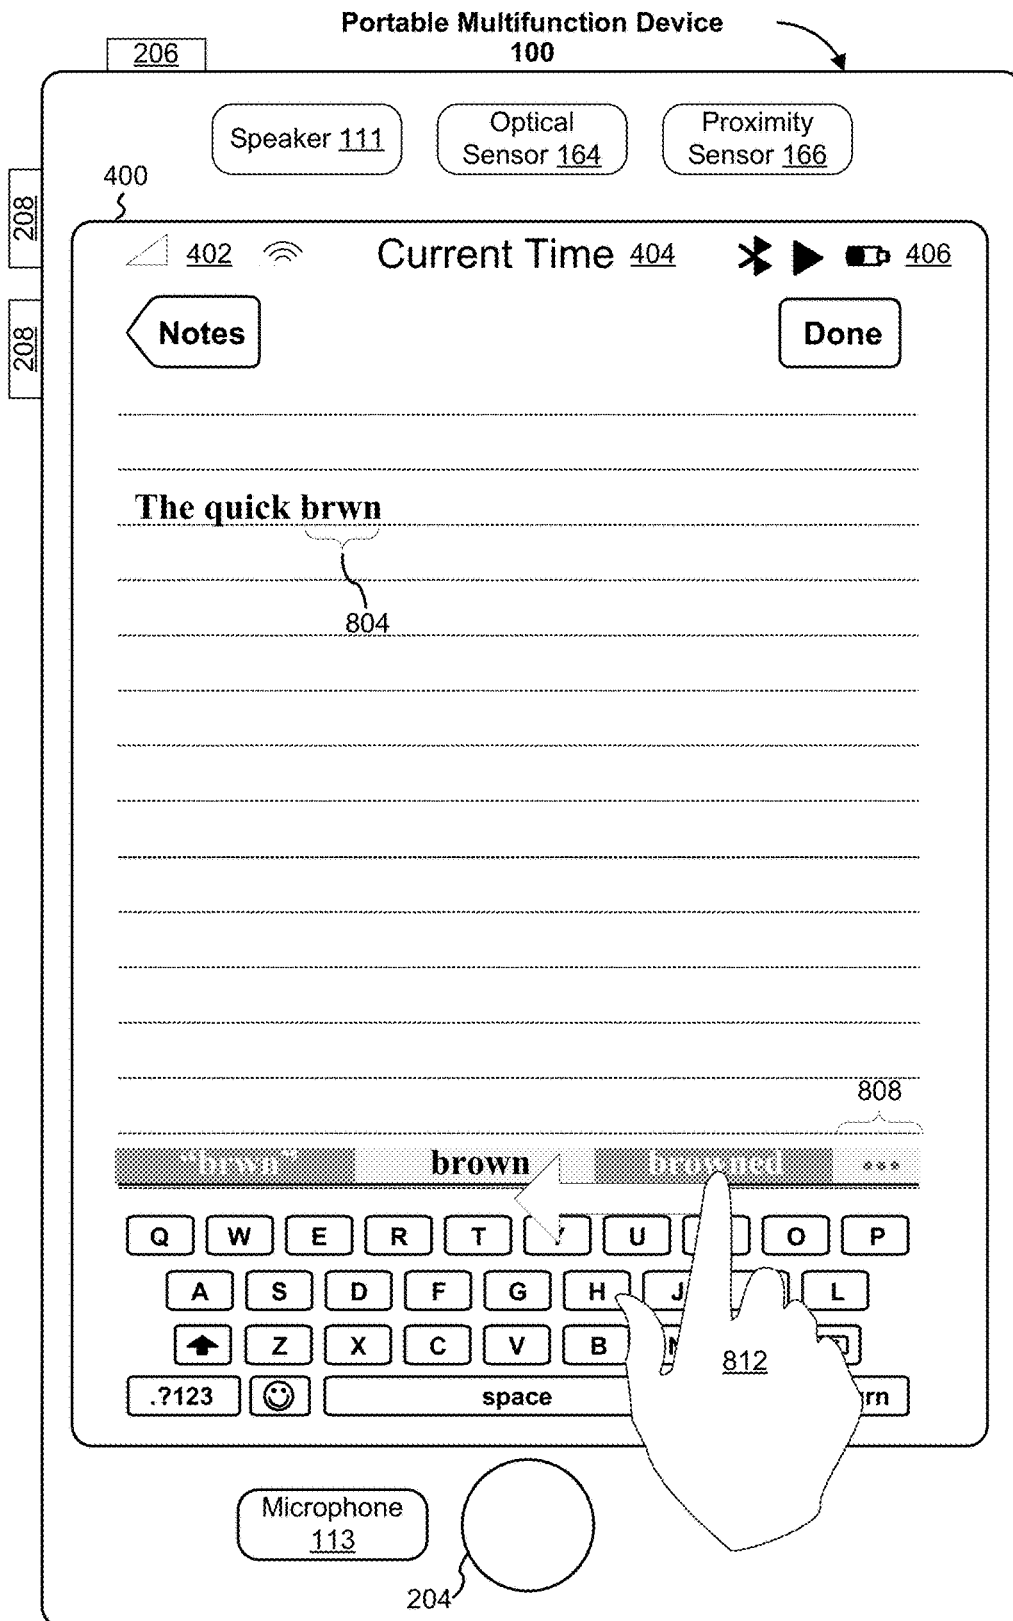 Portable Multifunction Device
100
206
Speaker 111
Optical
Sensor 164
Proximity
Sensor 166
208
400
402 Current Time 404 406
208
Notes Done
The quick brwn
804
808
"brwn" brown browned ...
Q W E R T Y U O P
A S D F G H J L
Z X C V B N
.?123 space rn
812
Microphone
113
204